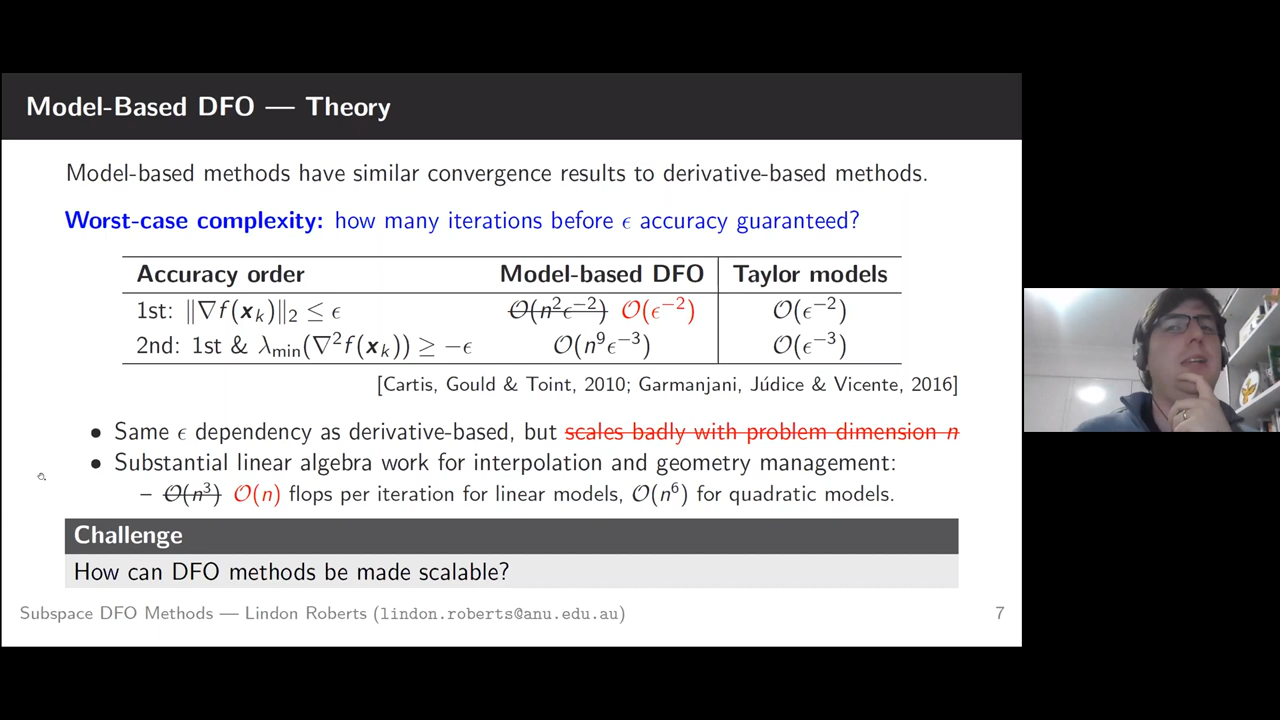 Model-Based DFO — Theory
Model-based methods have similar convergence results to derivative-based methods.
Worst-case complexity: how many iterations before ϵ accuracy guaranteed?
Accuracy order Model-based DFO Taylor models
1st: ‖∇f(x_k)‖₂ ≤ ϵ O(n²ϵ⁻²) O(ϵ⁻²) O(ϵ⁻²)
2nd: 1st & λ_min(∇²f(x_k)) ≥ −ϵ O(n⁹ϵ⁻³) O(ϵ⁻³)
[Cartis, Gould & Toint, 2010; Garmanjani, Júdice & Vicente, 2016]
• Same ϵ dependency as derivative-based, but scales badly with problem dimension n
• Substantial linear algebra work for interpolation and geometry management:
– O(n³) O(n) flops per iteration for linear models, O(n⁶) for quadratic models.
Challenge
How can DFO methods be made scalable?
Subspace DFO Methods — Lindon Roberts (lindon.roberts@anu.edu.au) 7